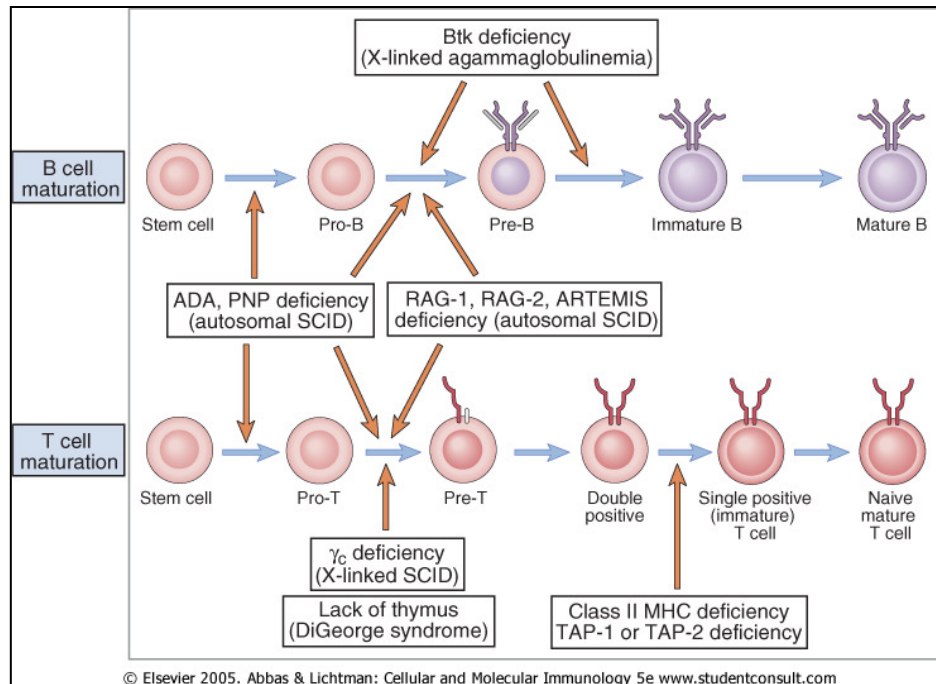 Btk deficiency
(X-linked agammaglobulinemia)
B cell
maturation
Stem cell
Pro-B
Pre-B
Immature B
Mature B
ADA, PNP deficiency
(autosomal SCID)
RAG-1, RAG-2, ARTEMIS
deficiency (autosomal SCID)
T cell
maturation
Stem cell
Pro-T
Pre-T
Double
positive
Single positive
(immature)
T cell
Naive
mature
T cell
γc deficiency
(X-linked SCID)
Lack of thymus
(DiGeorge syndrome)
Class II MHC deficiency
TAP-1 or TAP-2 deficiency
© Elsevier 2005. Abbas & Lichtman: Cellular and Molecular Immunology 5e www.studentconsult.com